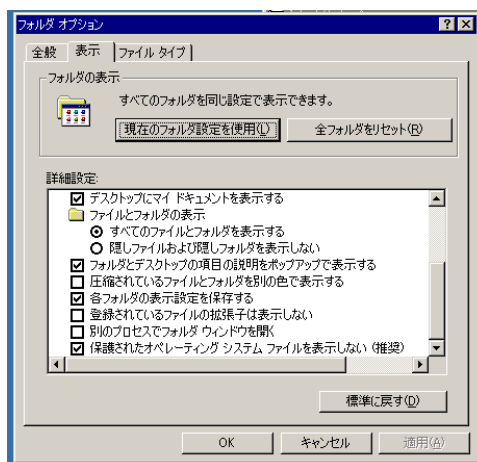 フォルダ オプション
全般 表示 ファイル タイプ
フォルダの表示
すべてのフォルダを同じ設定で表示できます。
現在のフォルダ設定を使用(L) 全フォルダをリセット(R)
詳細設定:
デスクトップにマイ ドキュメントを表示する
ファイルとフォルダの表示
すべてのファイルとフォルダを表示する
隠しファイルおよび隠しフォルダを表示しない
フォルダとデスクトップの項目の説明をポップアップで表示する
圧縮されているファイルとフォルダを別の色で表示する
各フォルダの表示設定を保存する
登録されているファイルの拡張子は表示しない
別のプロセスでフォルダ ウィンドウを開く
保護されたオペレーティング システム ファイルを表示しない (推奨)
標準に戻す(D)
OK キャンセル 適用(A)